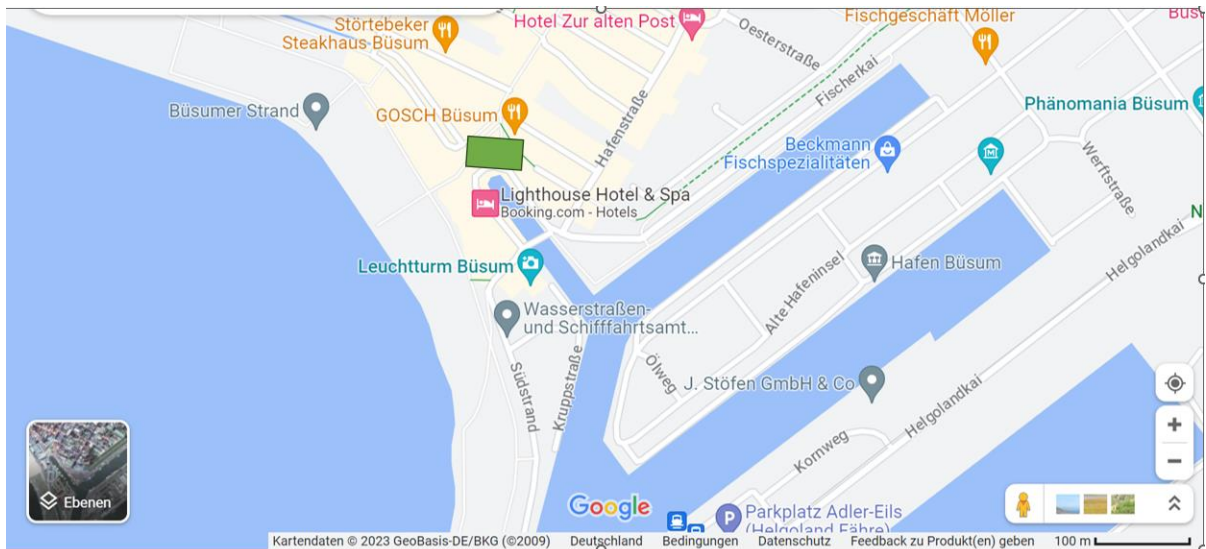 Störtebeker
Steakhaus Büsum
Hotel Zur alten Post
Oesterstraße
Fischgeschäft Möller
Büsumer Strand
GOSCH Büsum
Hafenstraße
Fischerkai
Beckmann
Fischspezialitäten
Phänomania Büsum
Werftstraße
Lighthouse Hotel & Spa
Booking.com - Hotels
Leuchtturm Büsum
Hafen Büsum
Helgolandkai
Alte Hafeninsel
Wasserstraßen-
und Schifffahrtsamt...
Südstrand
Kruppstraße
Ölweg
J. Stöfen GmbH & Co
Helgolandkai
Kornweg
Ebenen
Google
Parkplatz Adler-Eils
(Helgoland Fähre)
Kartendaten © 2023 GeoBasis-DE/BKG (©2009) Deutschland Bedingungen Datenschutz Feedback zu Produkt(en) geben 100 m